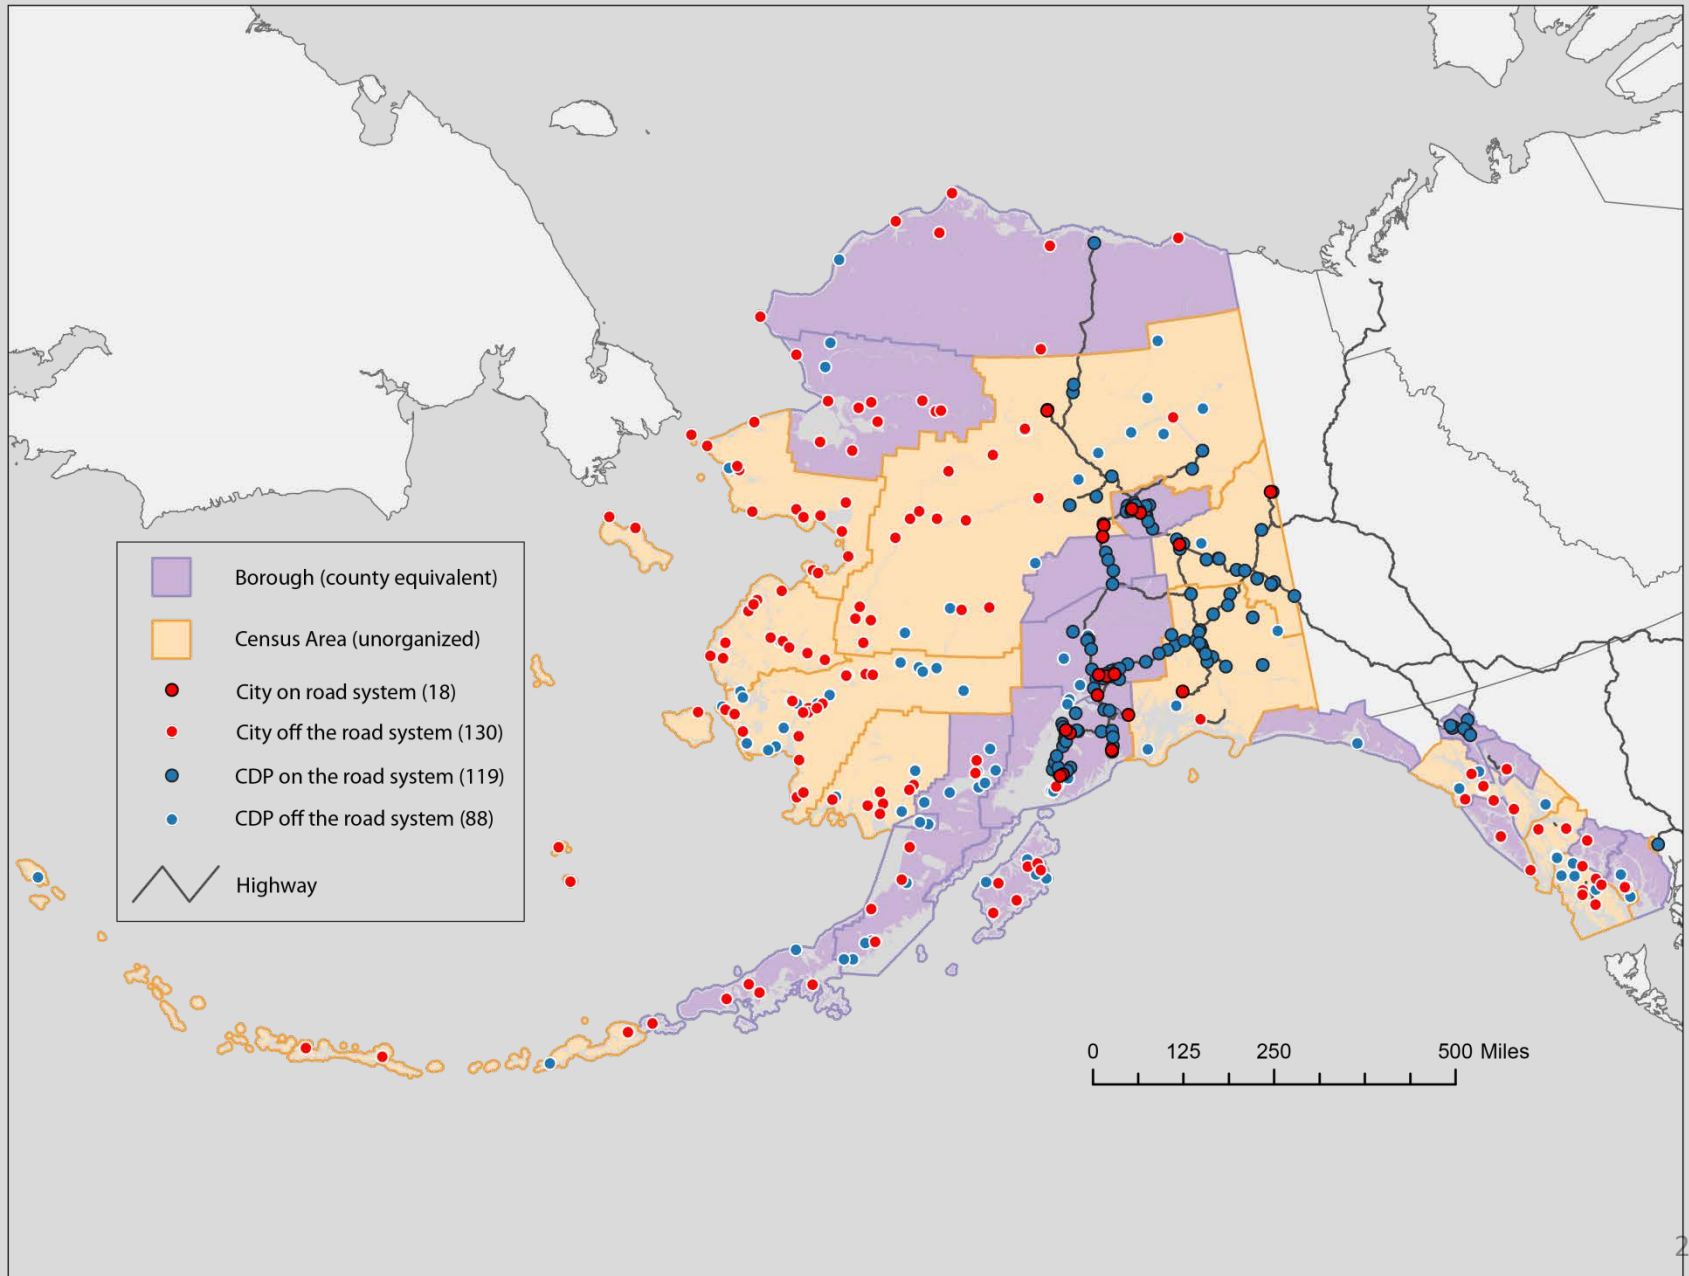 Borough (county equivalent)
Census Area (unorganized)
City on road system (18)
City off the road system (130)
CDP on the road system (119)
CDP off the road system (88)
Highway
0 125 250 500 Miles
2